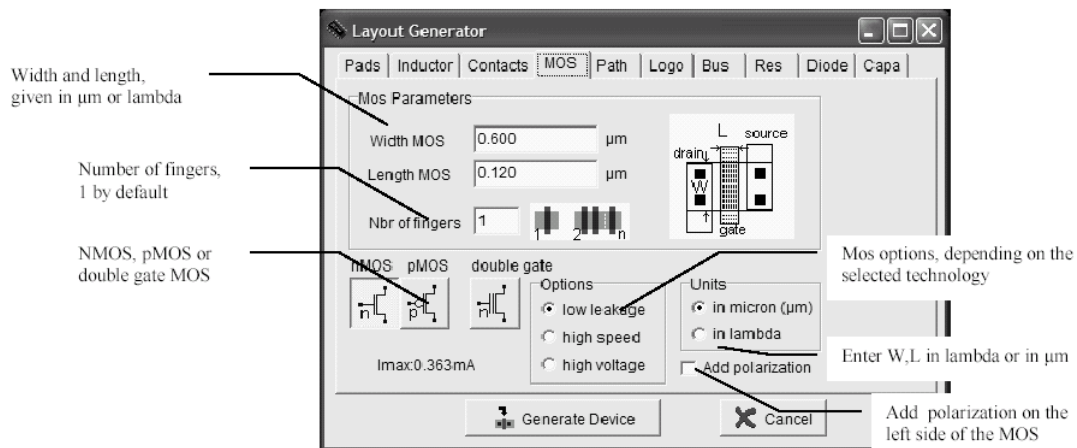 Layout Generator
Pads Inductor Contacts MOS Path Logo Bus Res Diode Capa
Width and length,
given in µm or lambda
Mos Parameters
Width MOS 0.600 µm
Length MOS 0.120 µm
Nbr of fingers 1
1 2 n
L source
drain
W
gate
Number of fingers,
1 by default
NMOS, pMOS or
double gate MOS
nMOS pMOS double gate
n p n
Imax:0.363mA
Options
low leakage
high speed
high voltage
Units
in micron (µm)
in lambda
Add polarization
Mos options, depending on the
selected technology
Enter W,L in lambda or in µm
Add polarization on the
left side of the MOS
Generate Device
Cancel